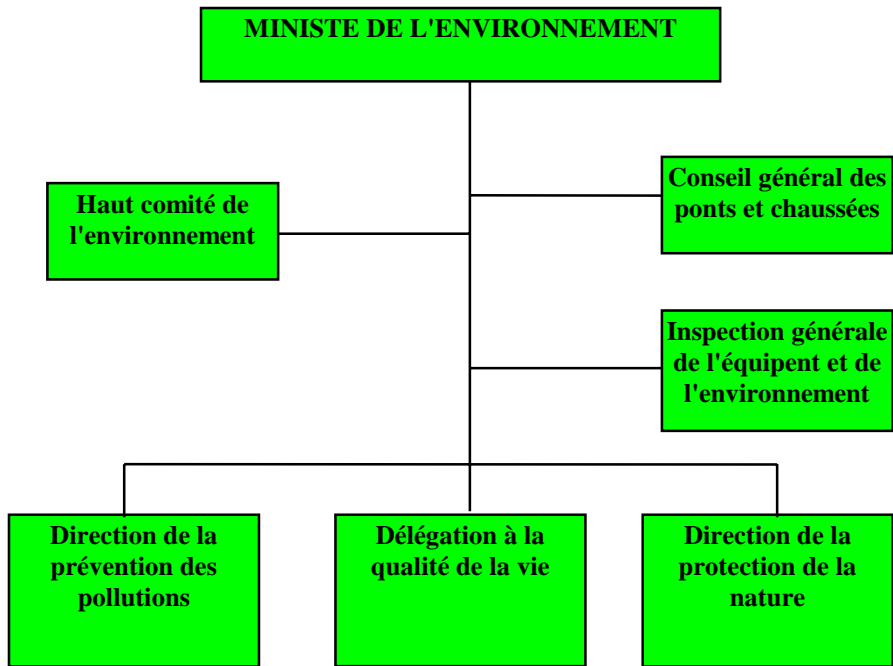 MINISTE DE L'ENVIRONNEMENT
Conseil général des
ponts et chaussées
Haut comité de
l'environnement
Inspection générale
de l'équipent et de
l'environnement
Direction de la
prévention des
pollutions
Délégation à la
qualité de la vie
Direction de la
protection de la
nature